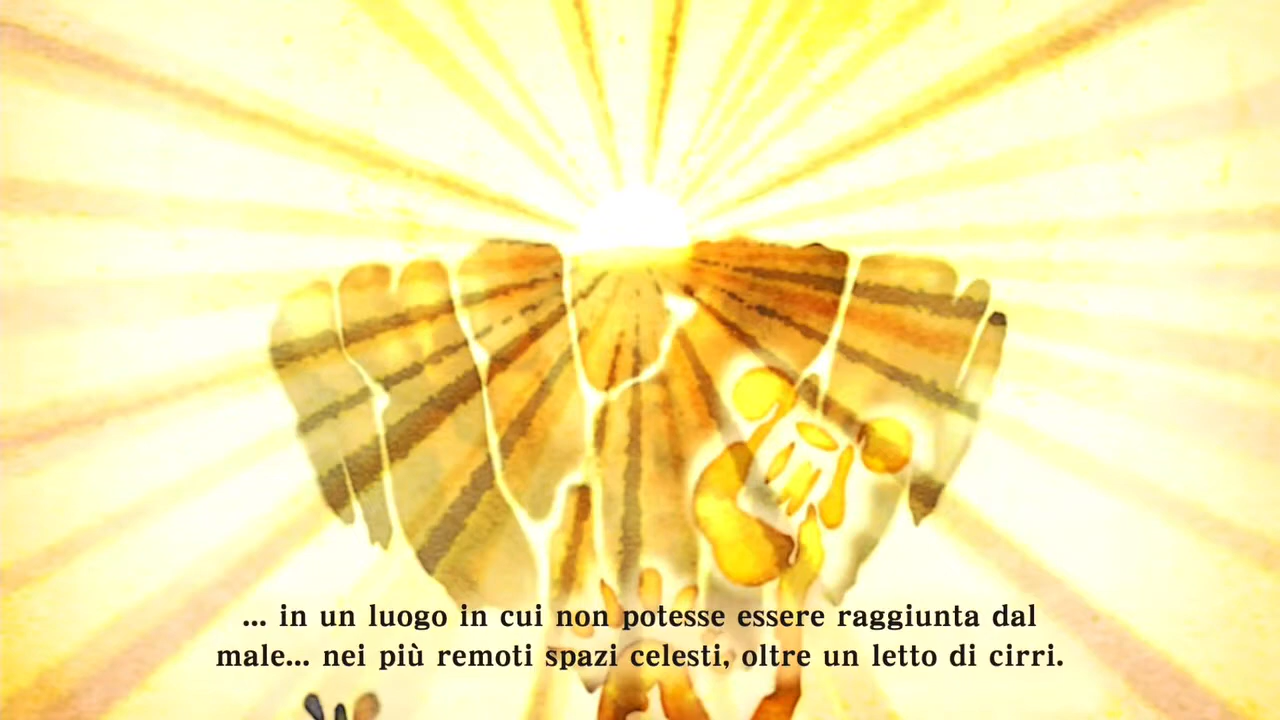 ... in un luogo in cui non potesse essere raggiunta dal
male... nei più remoti spazi celesti, oltre un letto di cirri.